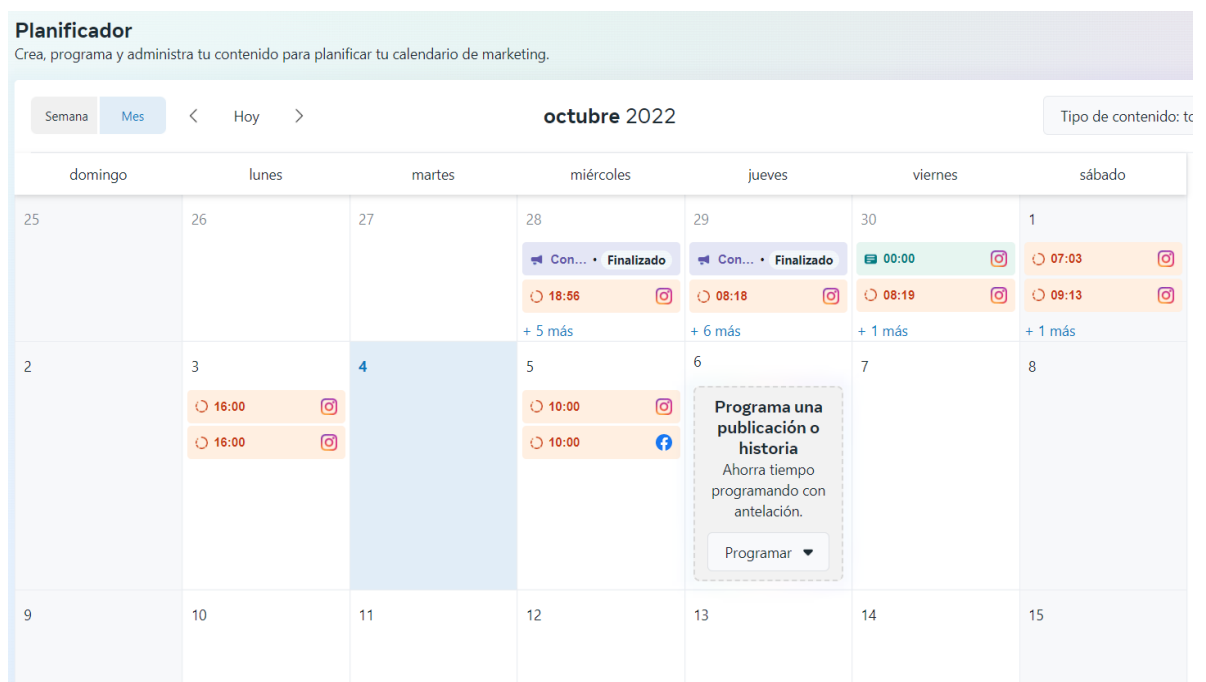 Planificador
Crea, programa y administra tu contenido para planificar tu calendario de marketing.
Semana Mes Hoy octubre 2022 Tipo de contenido:
domingo lunes martes miércoles jueves viernes sábado
25 26 27 28 29 30 1
Con... • Finalizado Con... • Finalizado 00:00 07:03
18:56 08:18 08:19 09:13
+ 5 más + 6 más + 1 más + 1 más
2 3 4 5 6 7 8
16:00 10:00 Programa una
publicación o
16:00 10:00 historia
Ahorra tiempo
programando con
antelación.
Programar
9 10 11 12 13 14 15